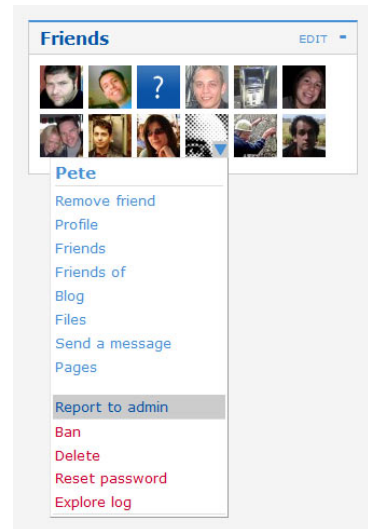 Friends EDIT -
?
Pete
Remove friend
Profile
Friends
Friends of
Blog
Files
Send a message
Pages
Report to admin
Ban
Delete
Reset password
Explore log